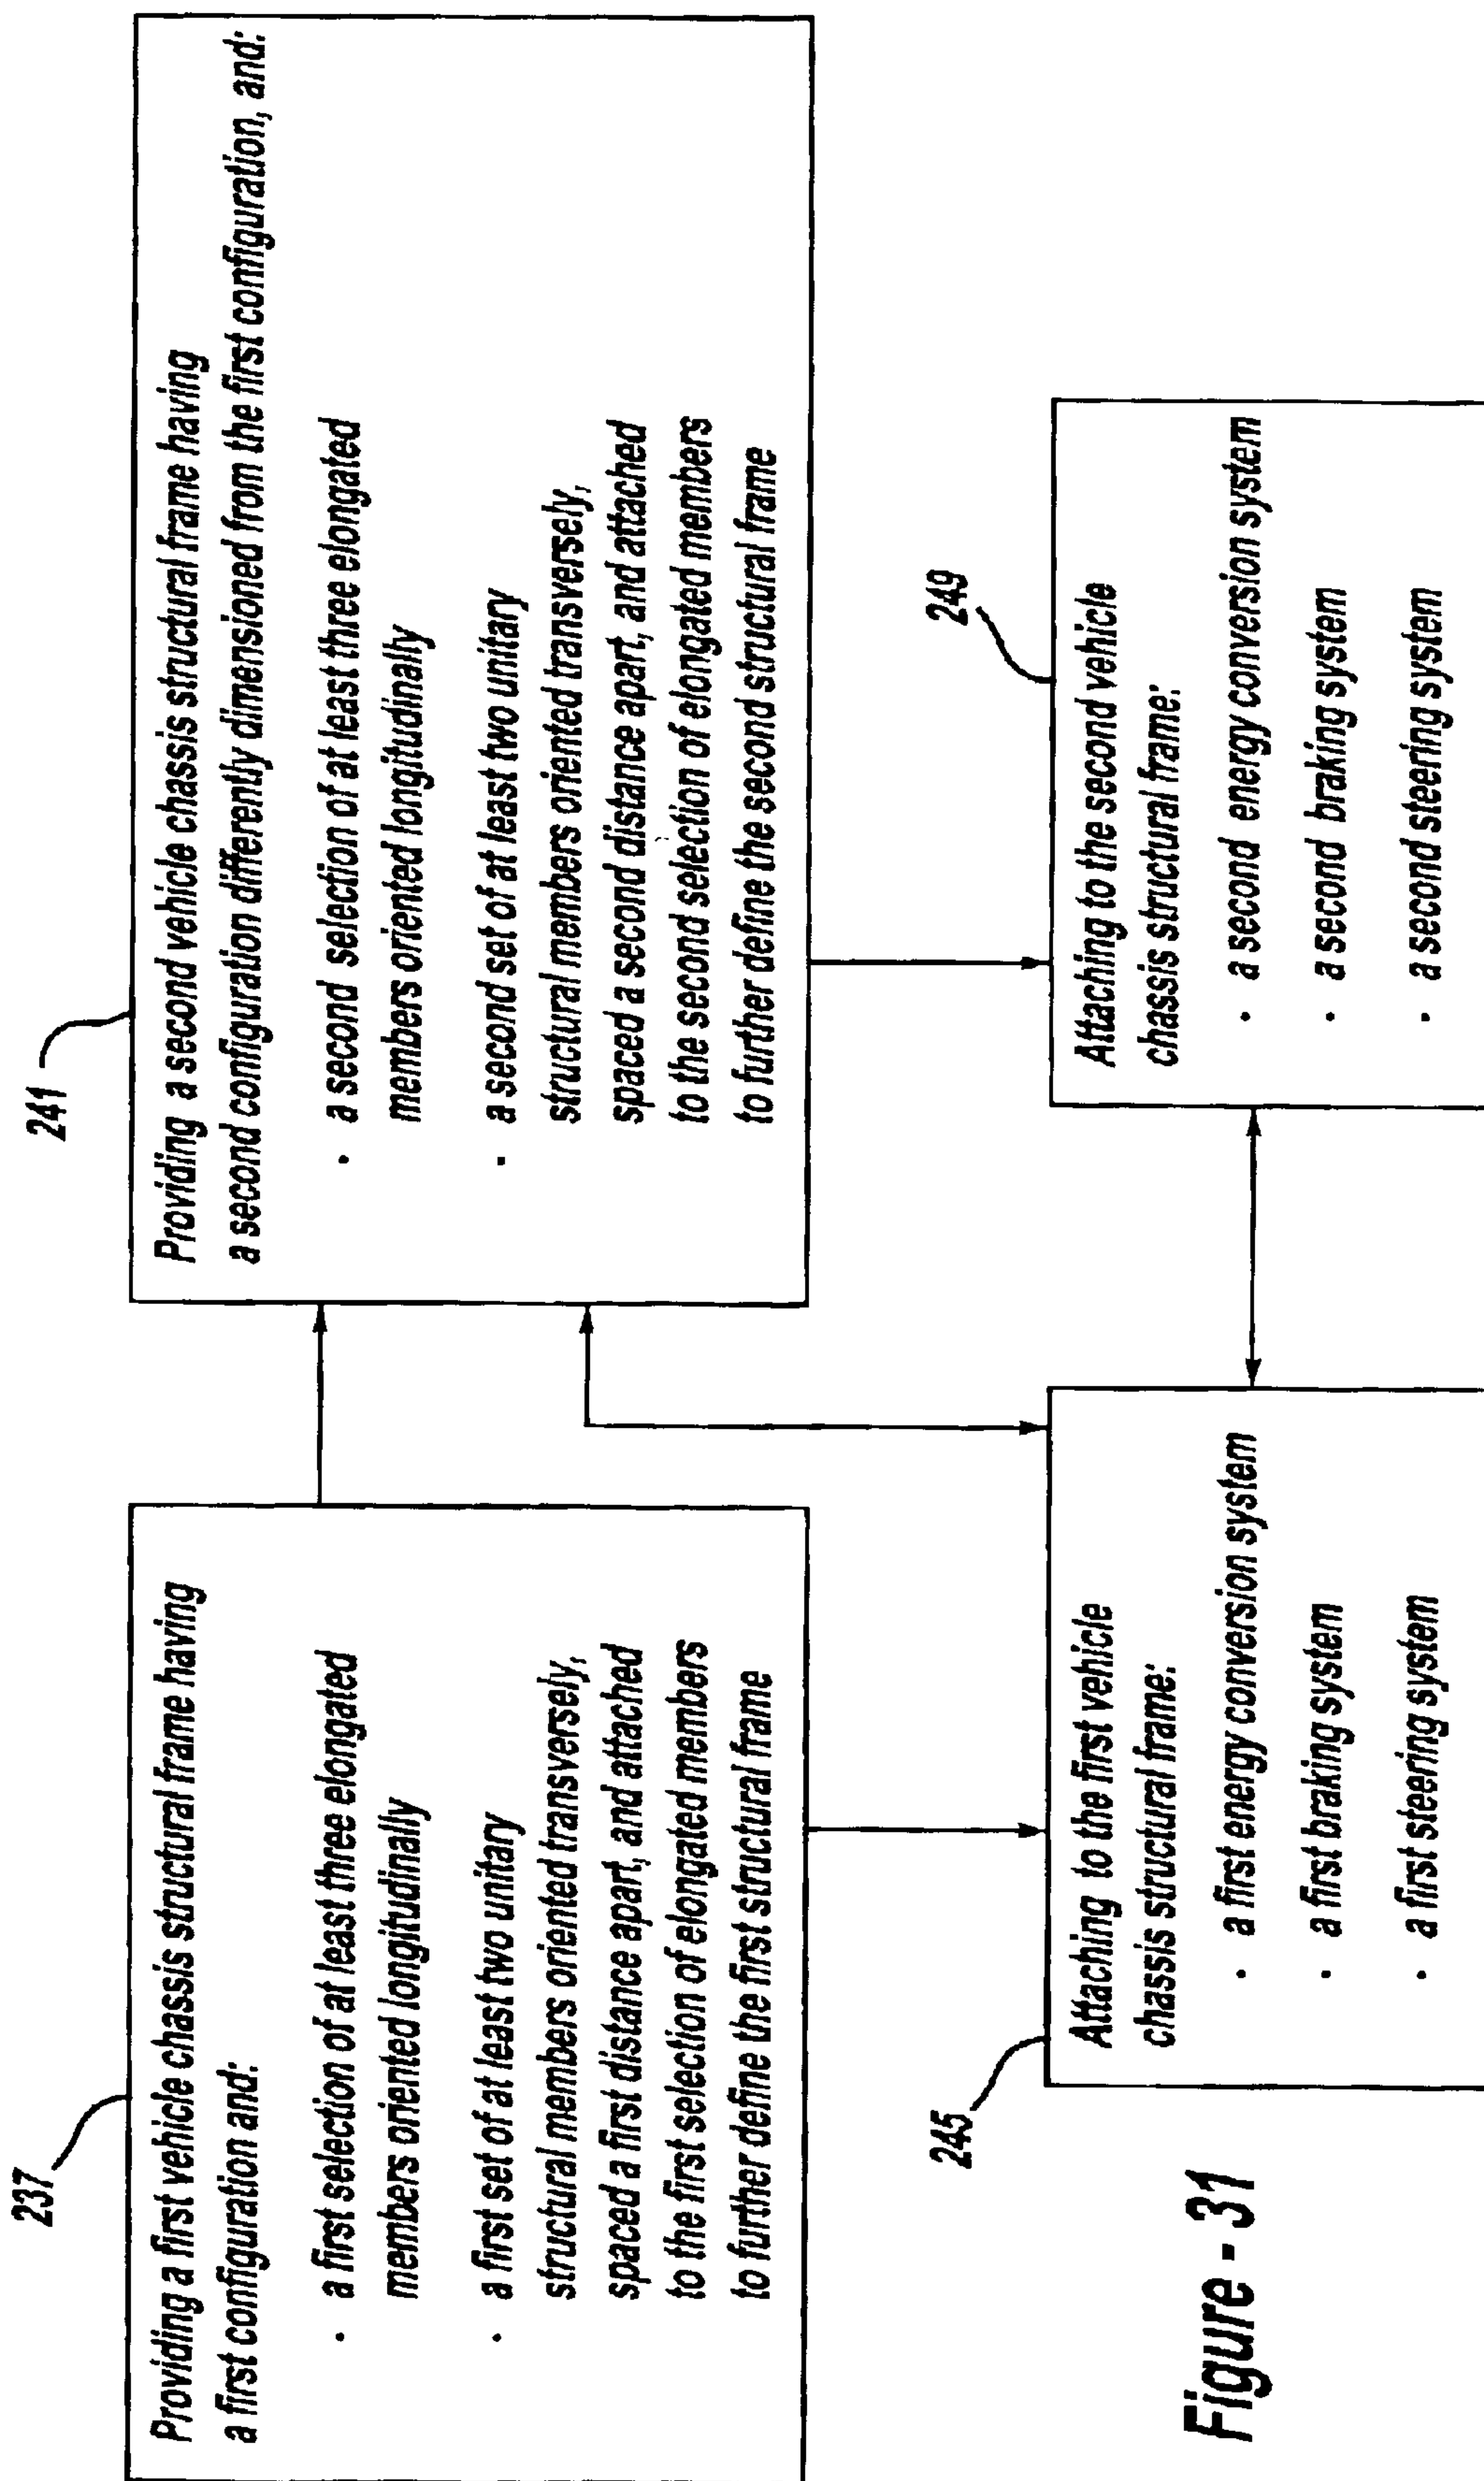 237
Providing a first vehicle chassis structural frame having
a first configuration and:
· a first selection of at least three elongated
members oriented longitudinally
· a first set of at least two unitary
structural members oriented transversely,
spaced a first distance apart, and attached
to the first selection of elongated members
to further define the first structural frame
241
Providing a second vehicle chassis structural frame having
a second configuration differently dimensioned from the first configuration, and:
· a second selection of at least three elongated
members oriented longitudinally
· a second set of at least two unitary
structural members oriented transversely,
spaced a second distance apart, and attached
to the second selection of elongated members
to further define the second structural frame
245
Attaching to the first vehicle
chassis structural frame:
· a first energy conversion system
· a first braking system
· a first steering system
249
Attaching to the second vehicle
chassis structural frame:
· a second energy conversion system
· a second braking system
· a second steering system
Figure - 31